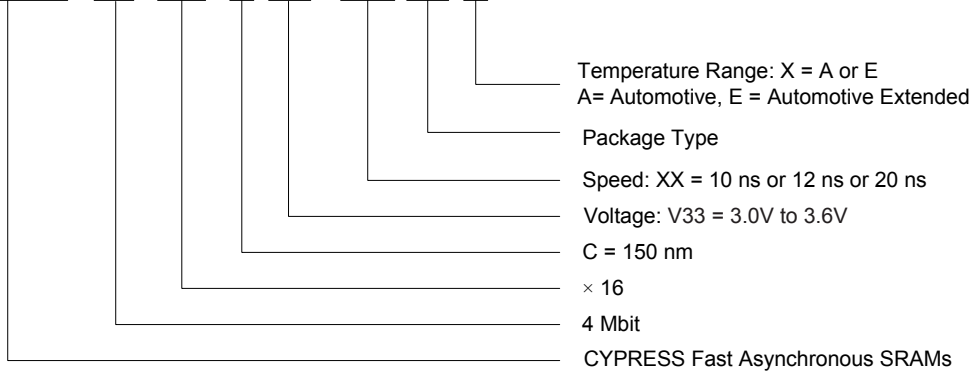 Temperature Range: X = A or E
A= Automotive, E = Automotive Extended
Package Type
Speed: XX = 10 ns or 12 ns or 20 ns
Voltage: V33 = 3.0V to 3.6V
C = 150 nm
× 16
4 Mbit
CYPRESS Fast Asynchronous SRAMs